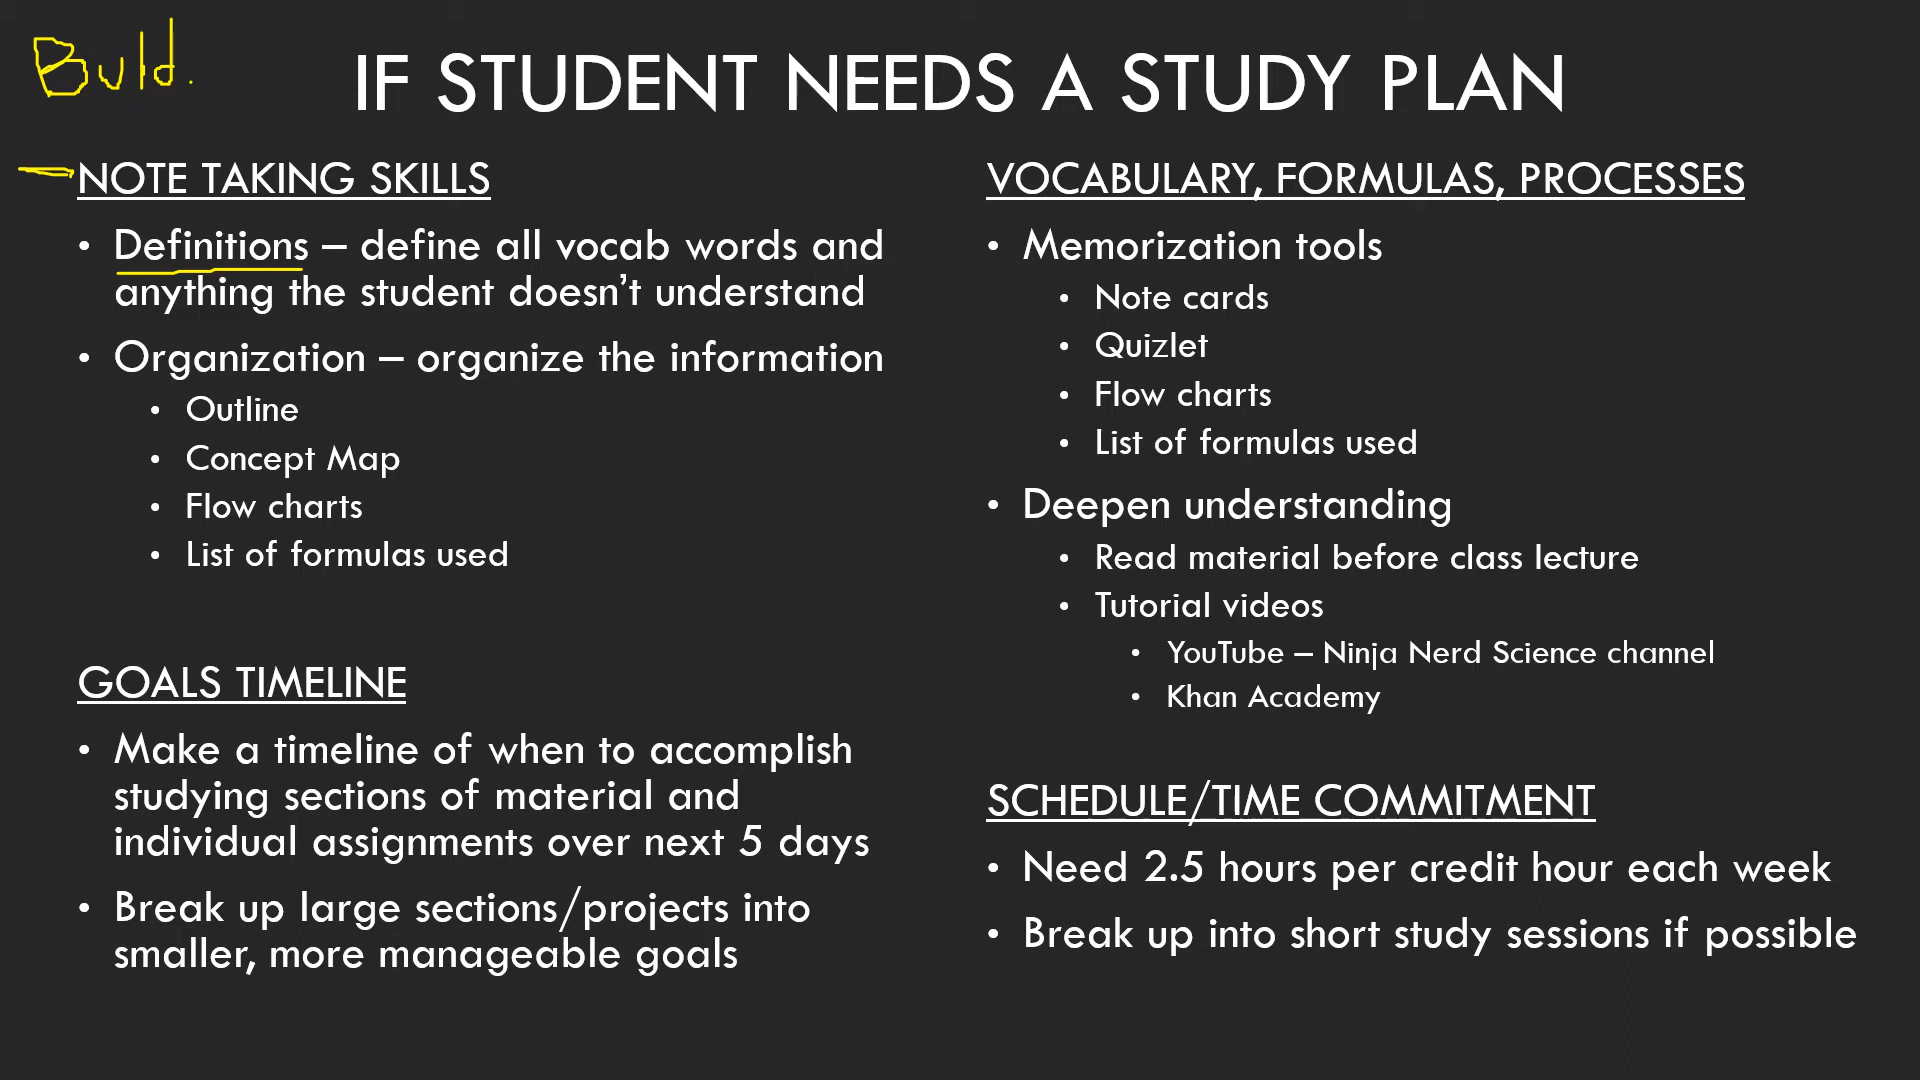 Buld.
IF STUDENT NEEDS A STUDY PLAN
NOTE TAKING SKILLS
• Definitions – define all vocab words and
anything the student doesn’t understand
• Organization – organize the information
• Outline
• Concept Map
• Flow charts
• List of formulas used
GOALS TIMELINE
• Make a timeline of when to accomplish
studying sections of material and
individual assignments over next 5 days
• Break up large sections/projects into
smaller, more manageable goals
VOCABULARY, FORMULAS, PROCESSES
• Memorization tools
• Note cards
• Quizlet
• Flow charts
• List of formulas used
• Deepen understanding
• Read material before class lecture
• Tutorial videos
• YouTube – Ninja Nerd Science channel
• Khan Academy
SCHEDULE/TIME COMMITMENT
• Need 2.5 hours per credit hour each week
• Break up into short study sessions if possible